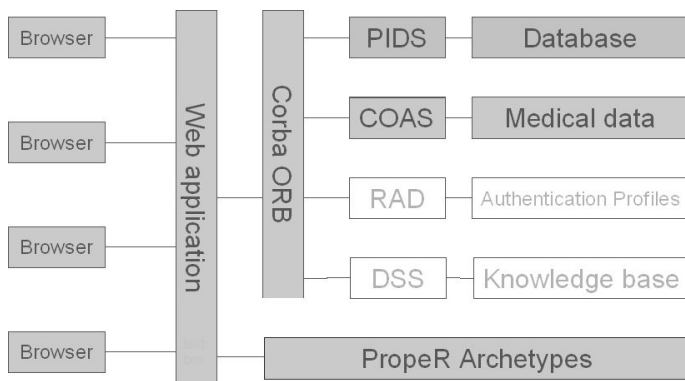 Browser
Browser
Browser
Browser
Web application
Corba ORB
PIDS
Database
COAS
Medical data
RAD
Authentication Profiles
DSS
Knowledge base
PropeR Archetypes